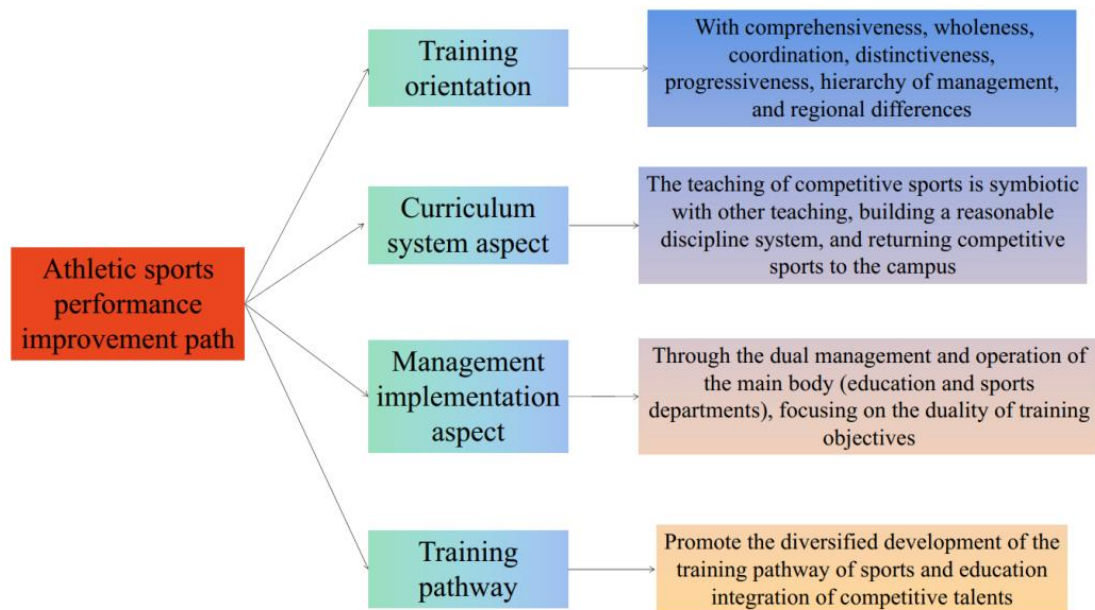 Athletic sports
performance
improvement path
Training
orientation
With comprehensiveness, wholeness,
coordination, distinctiveness,
progressiveness, hierarchy of management,
and regional differences
Curriculum
system aspect
The teaching of competitive sports is symbiotic
with other teaching, building a reasonable
discipline system, and returning competitive
sports to the campus
Management
implementation
aspect
Through the dual management and operation of
the main body (education and sports
departments), focusing on the duality of training
objectives
Training
pathway
Promote the diversified development of the
training pathway of sports and education
integration of competitive talents